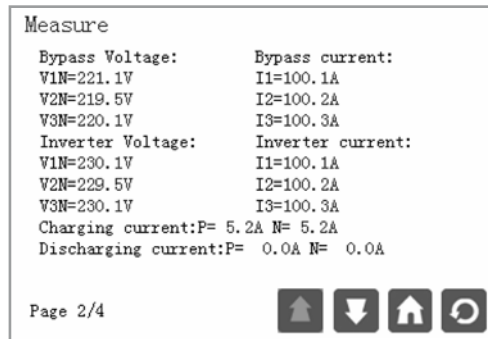 Measure
Bypass Voltage: Bypass current:
V1N=221.1V I1=100.1A
V2N=219.5V I2=100.2A
V3N=220.1V I3=100.3A
Inverter Voltage: Inverter current:
V1N=230.1V I1=100.1A
V2N=229.5V I2=100.2A
V3N=230.1V I3=100.3A
Charging current:P= 5.2A N= 5.2A
Discharging current:P= 0.0A N= 0.0A
Page 2/4